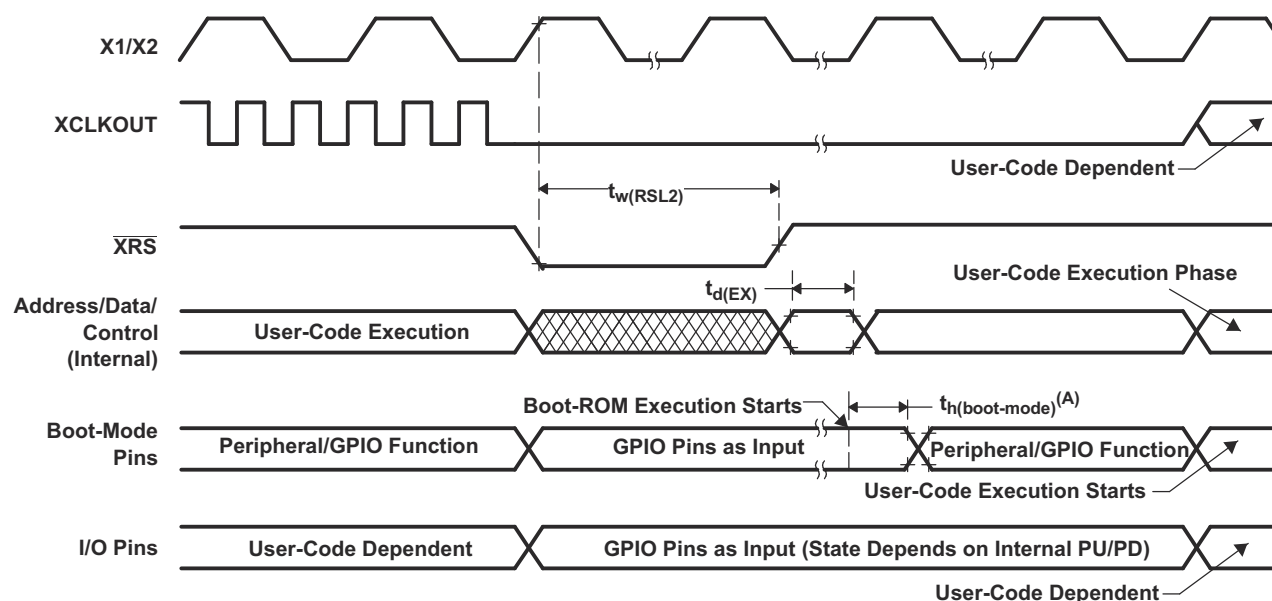 X1/X2
XCLKOUT
User-Code Dependent
tw(RSL2)
XRS
User-Code Execution Phase
td(EX)
Address/Data/
Control
(Internal)
User-Code Execution
Boot-ROM Execution Starts
th(boot-mode)(A)
Boot-Mode
Pins
Peripheral/GPIO Function
GPIO Pins as Input
Peripheral/GPIO Function
User-Code Execution Starts
I/O Pins
User-Code Dependent
GPIO Pins as Input (State Depends on Internal PU/PD)
User-Code Dependent